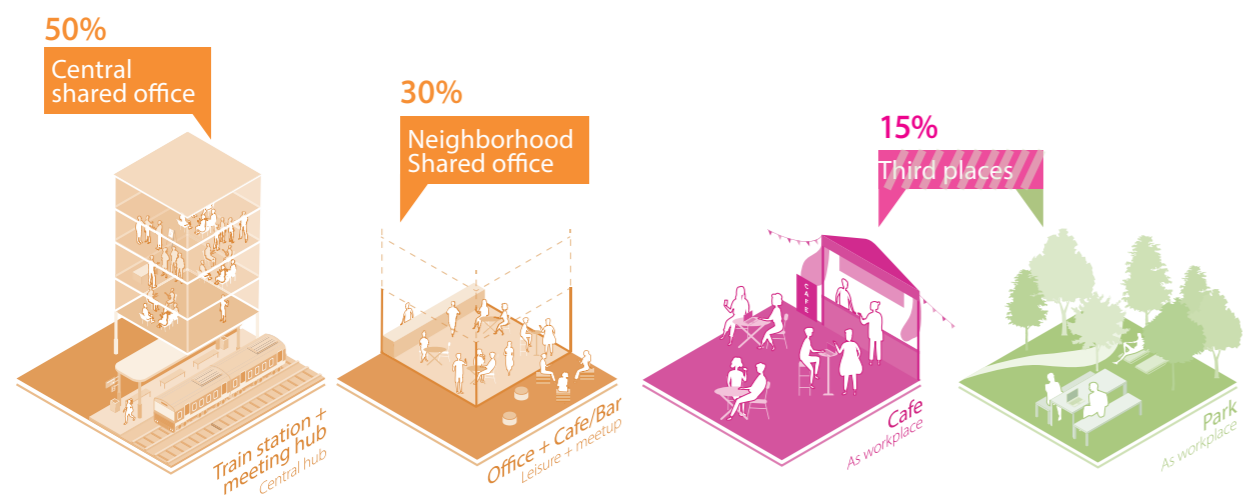 50%
Central
shared office
30%
Neighborhood
Shared office
15%
Third places
CAFE
Train station +
meeting hub
Central hub
Office + Cafe/Bar
Leisure + meetup
Cafe
As workplace
Park
As workplace